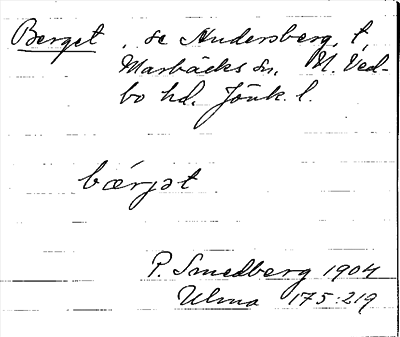 Berget, se Andersberg, t,
Marbäcks sn, N. Ved-
bo hd. Jönk. l.
bærjət
P. Smedberg 1904
Ulma 175:219